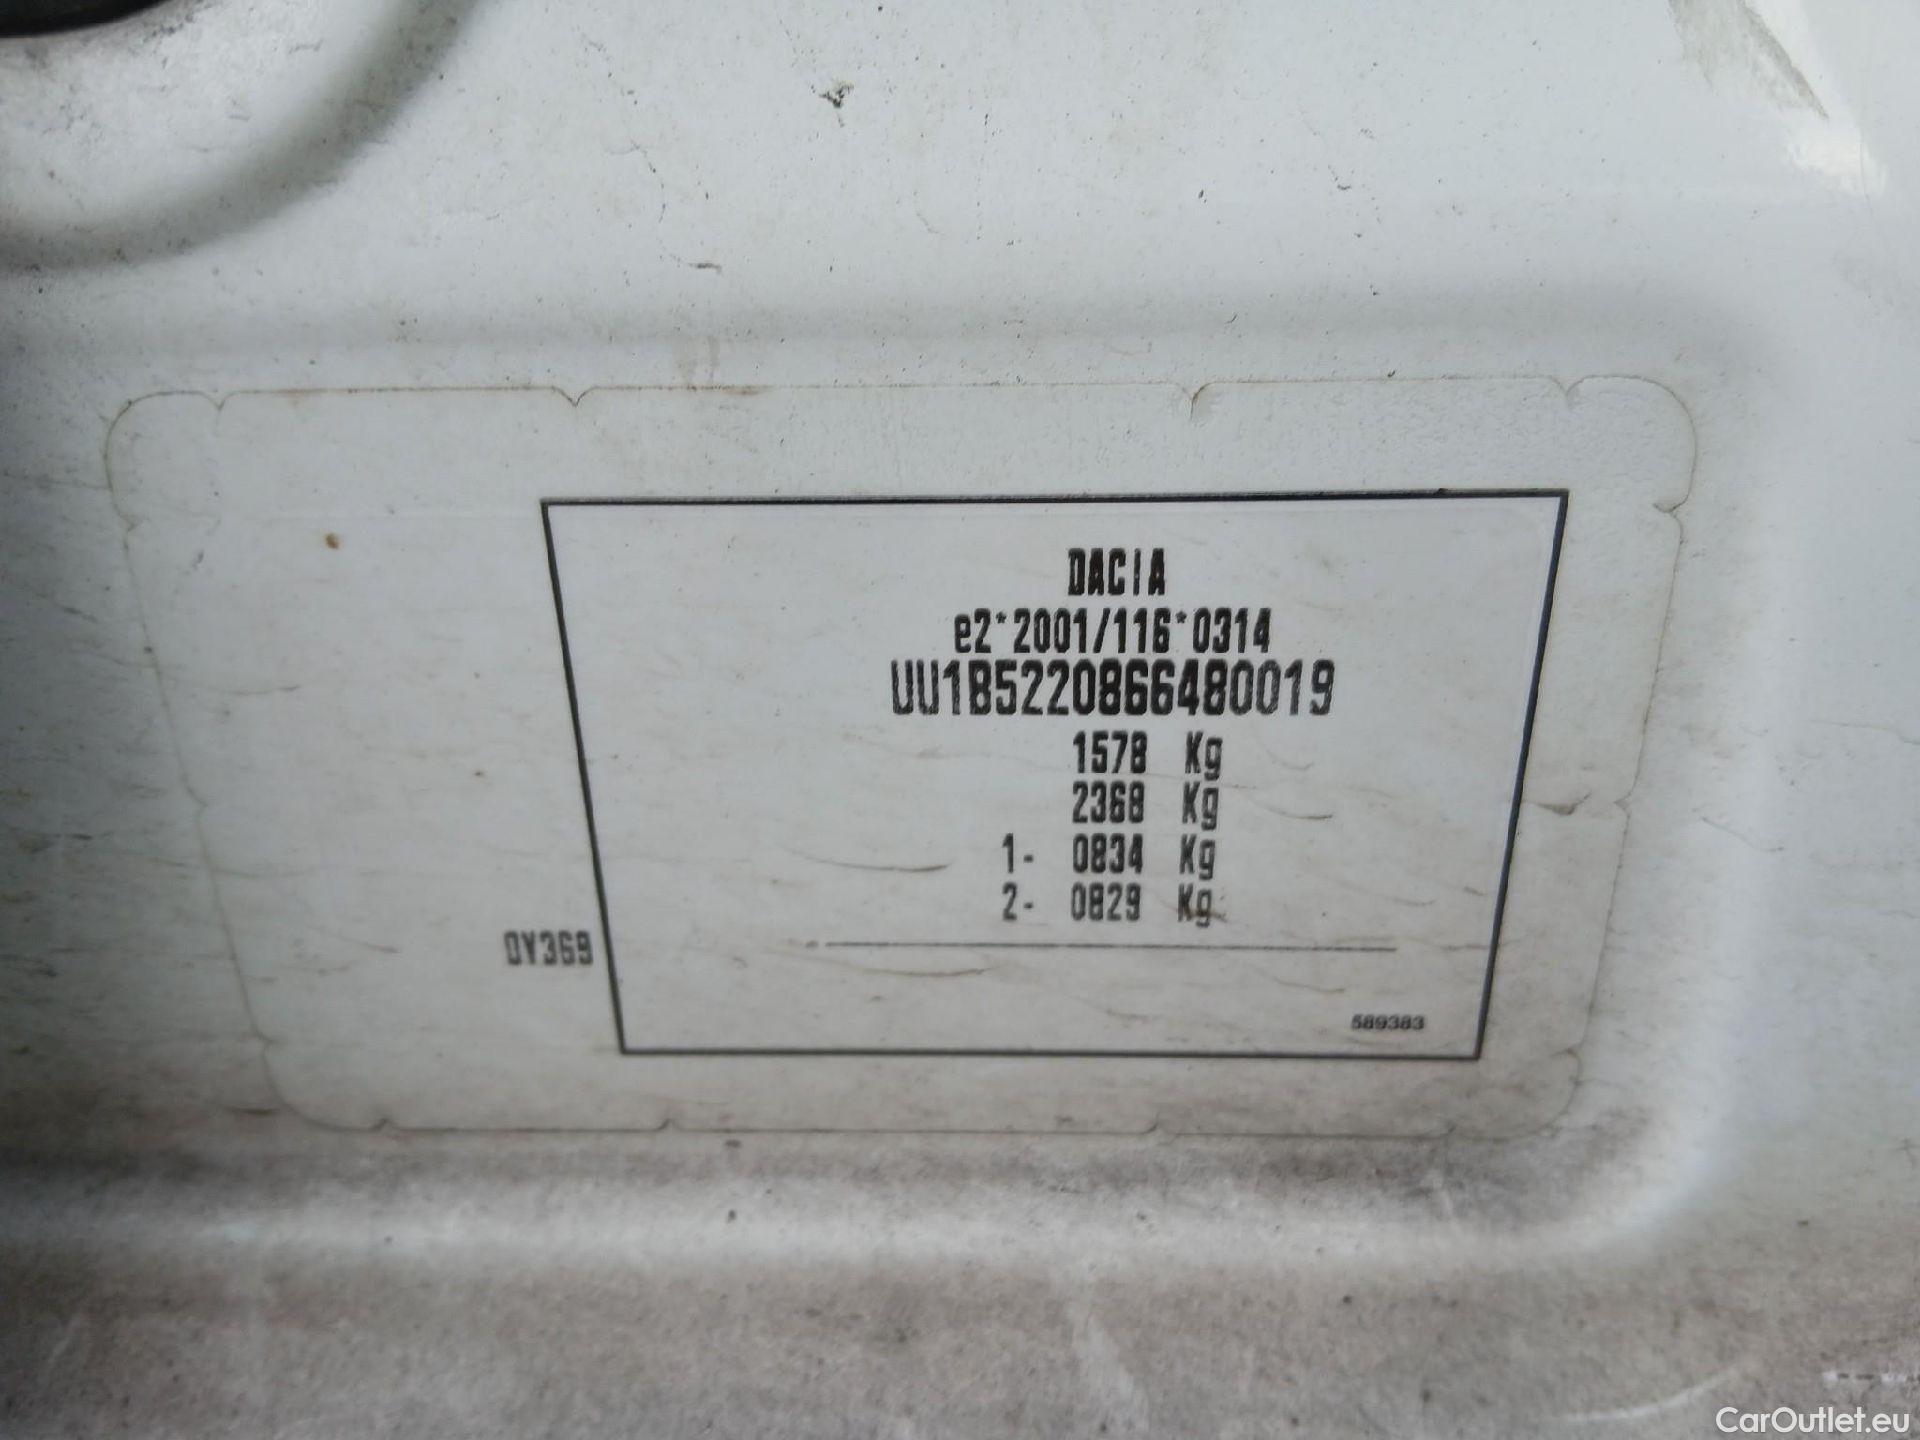 DACIA
e2*2001/116*0314
UU1B5220866480019
1578 Kg
2368 Kg
1- 0834 Kg
2- 0829 Kg
OV369
589383
CarOutlet.eu